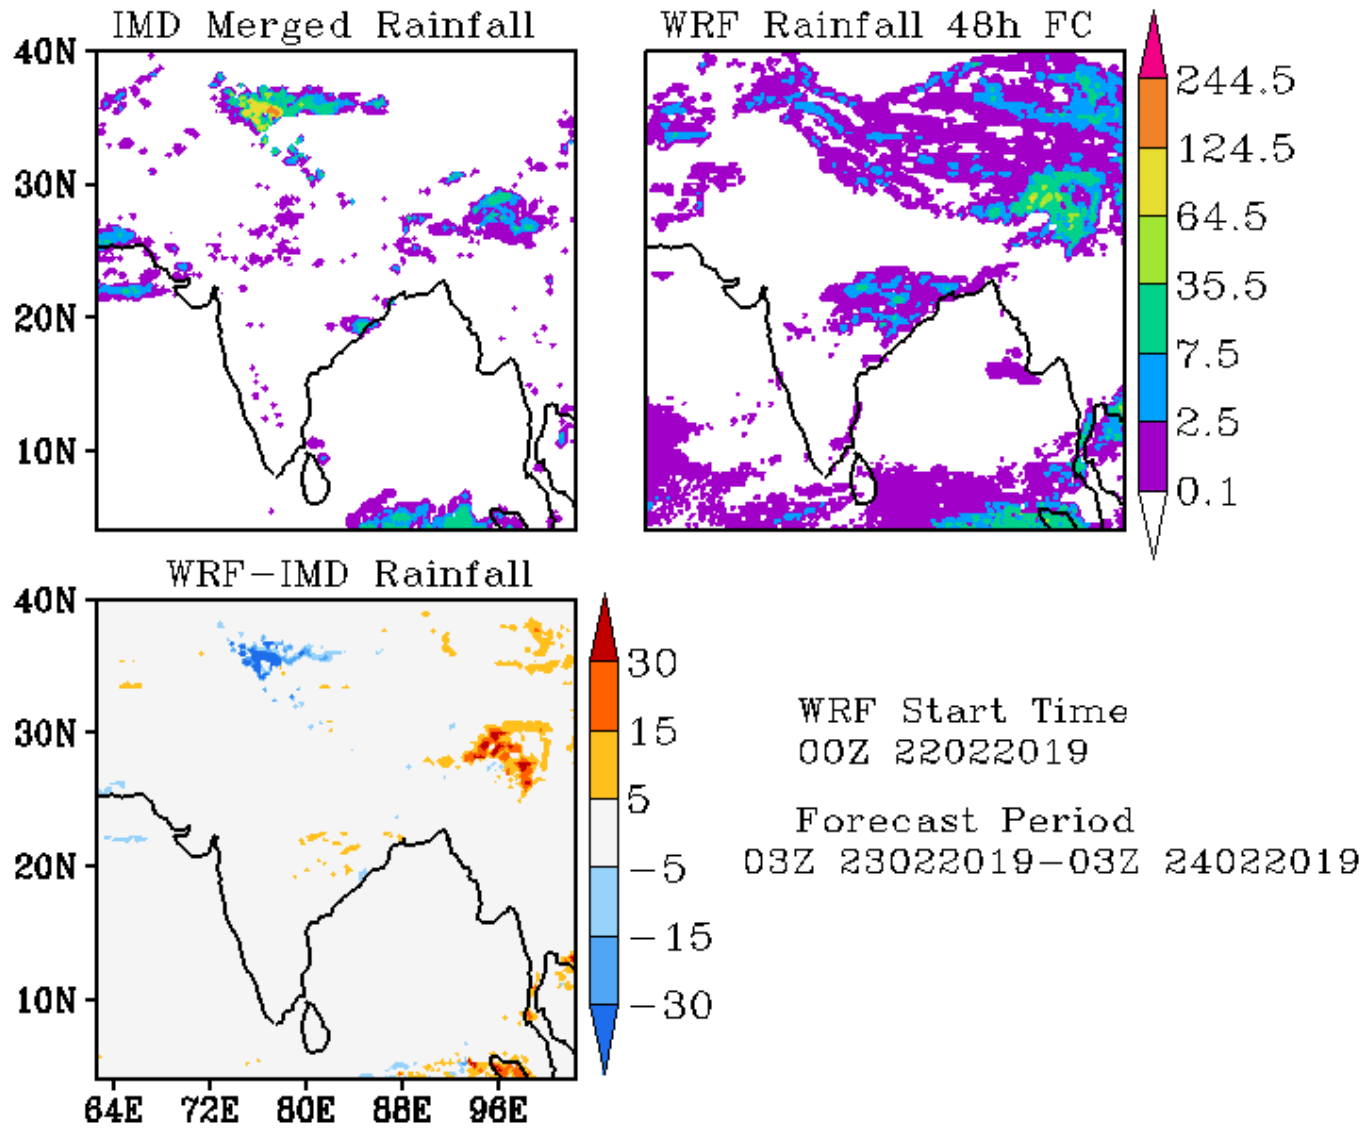 IMD Merged Rainfall
WRF Rainfall 48h FC
40N
30N
20N
10N
244.5
124.5
64.5
35.5
7.5
2.5
0.1
WRF-IMD Rainfall
40N
30N
20N
10N
64E 72E 80E 88E 96E
30
15
5
-5
-15
-30
WRF Start Time
00Z 22022019
Forecast Period
03Z 23022019-03Z 24022019